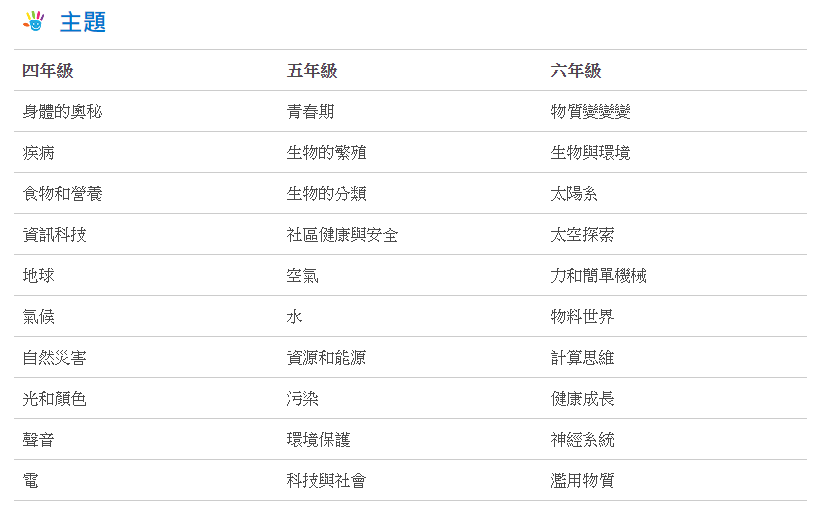 主題
四年級 五年級 六年級
身體的奧秘 青春期 物質變變變
疾病 生物的繁殖 生物與環境
食物和營養 生物的分類 太陽系
資訊科技 社區健康與安全 太空探索
地球 空氣 力和簡單機械
氣候 水 物料世界
自然災害 資源和能源 計算思維
光和顏色 污染 健康成長
聲音 環境保護 神經系統
電 科技與社會 濫用物質